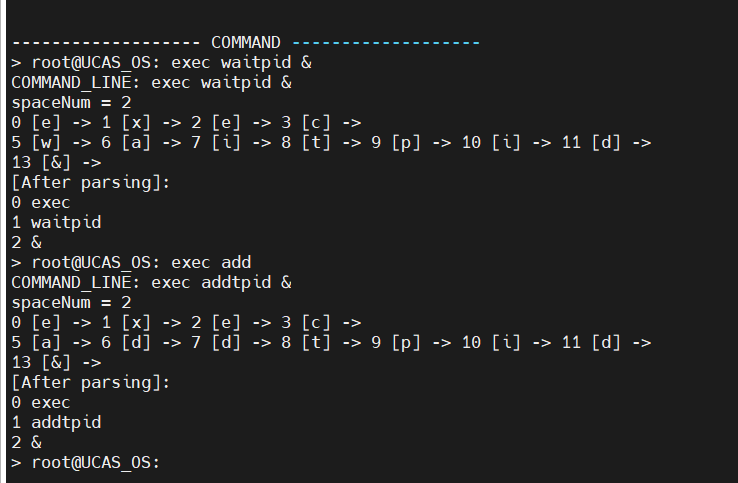 ------------------- COMMAND -------------------
> root@UCAS_OS: exec waitpid &
COMMAND_LINE: exec waitpid &
spaceNum = 2
0 [e] -> 1 [x] -> 2 [e] -> 3 [c] ->
5 [w] -> 6 [a] -> 7 [i] -> 8 [t] -> 9 [p] -> 10 [i] -> 11 [d] ->
13 [&] ->
[After parsing]:
0 exec
1 waitpid
2 &
> root@UCAS_OS: exec add
COMMAND_LINE: exec addtpid &
spaceNum = 2
0 [e] -> 1 [x] -> 2 [e] -> 3 [c] ->
5 [a] -> 6 [d] -> 7 [d] -> 8 [t] -> 9 [p] -> 10 [i] -> 11 [d] ->
13 [&] ->
[After parsing]:
0 exec
1 addtpid
2 &
> root@UCAS_OS: